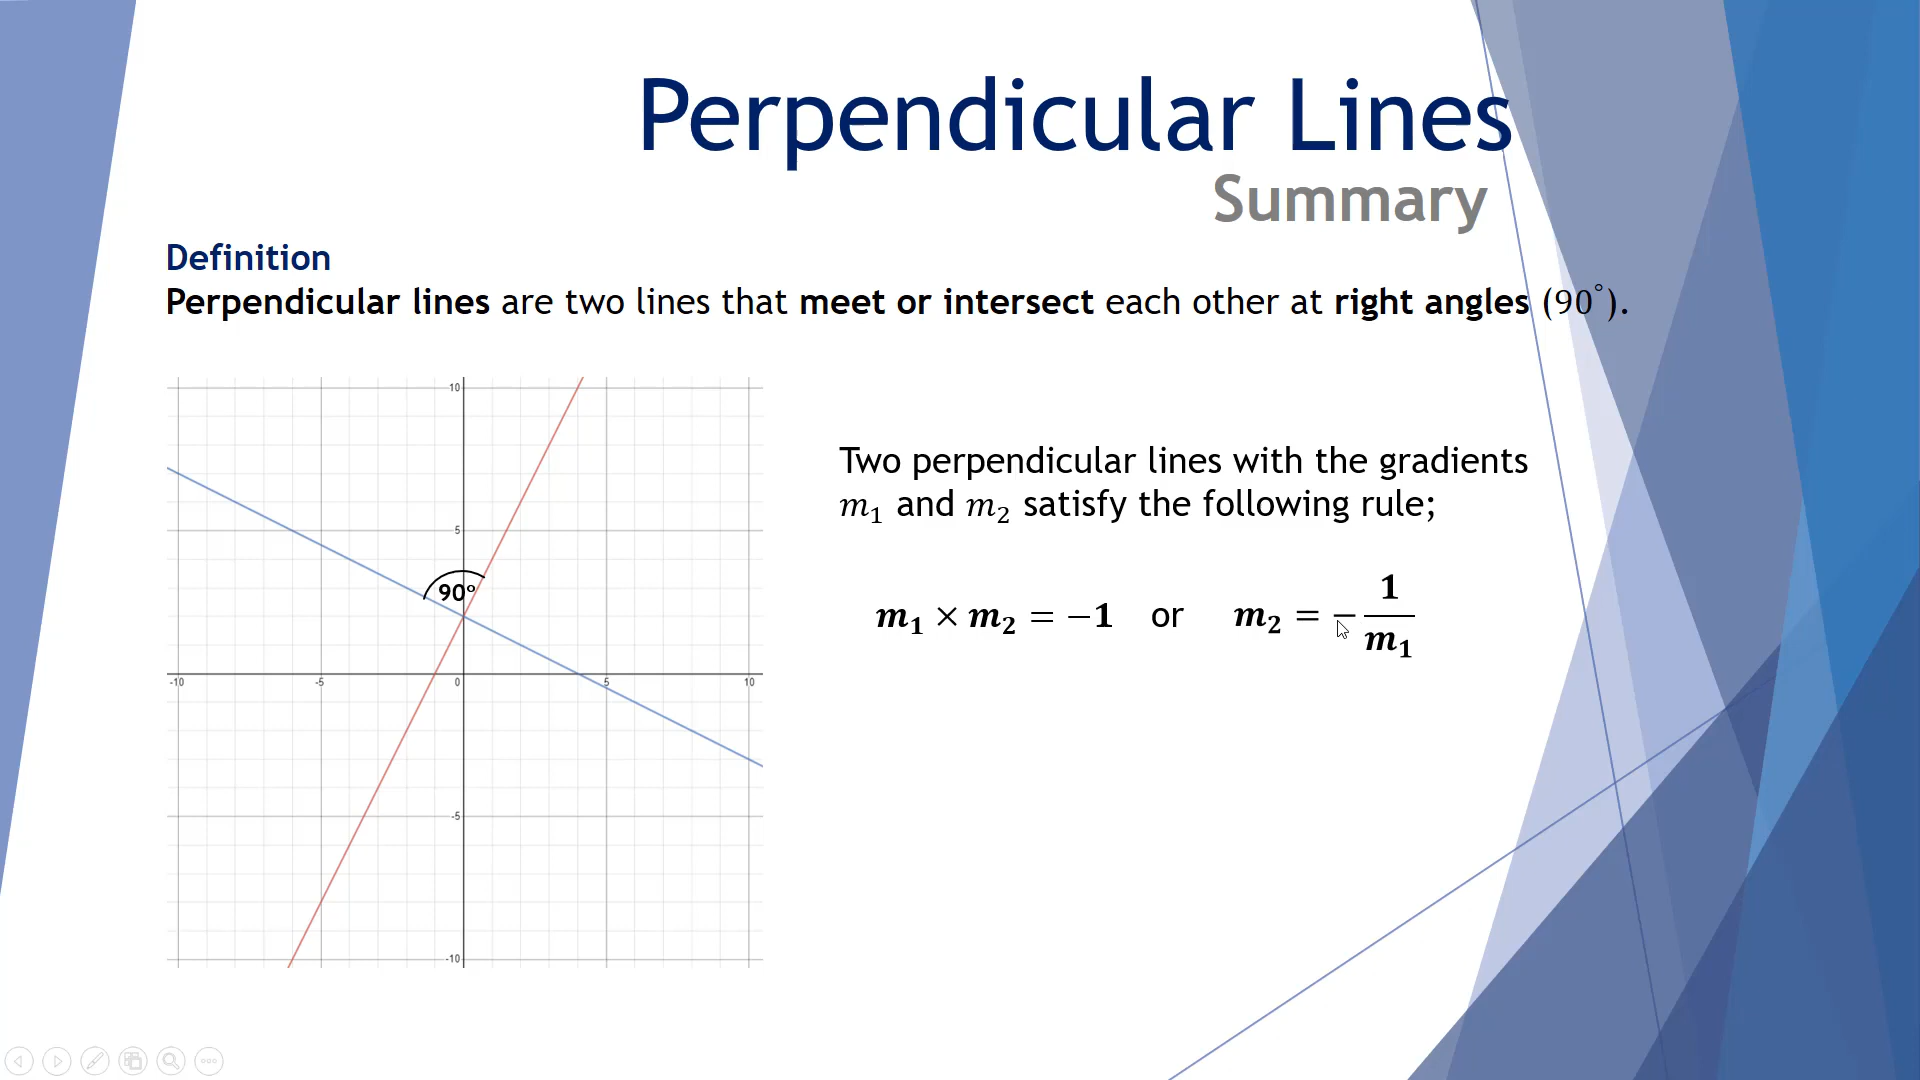 Perpendicular Lines
Summary
Definition
Perpendicular lines are two lines that meet or intersect each other at right angles (90°).
Two perpendicular lines with the gradients
m₁ and m₂ satisfy the following rule;
m₁ × m₂ = −1 or m₂ = − 1/m₁
10
5
90°
-10 -5 0 5 10
-5
-10